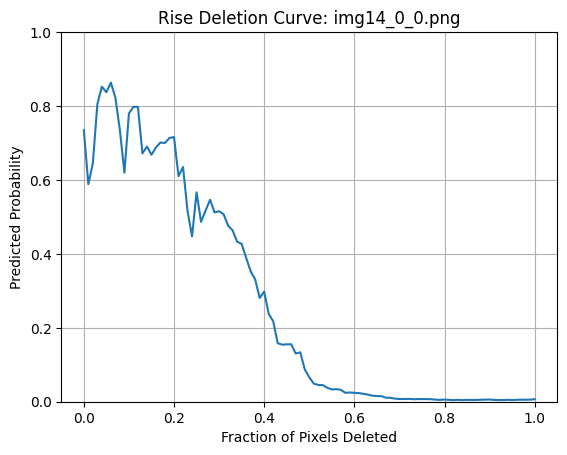 Rise Deletion Curve: img14_0_0.png
Predicted Probability
1.0
0.8
0.6
0.4
0.2
0.0
0.0 0.2 0.4 0.6 0.8 1.0
Fraction of Pixels Deleted